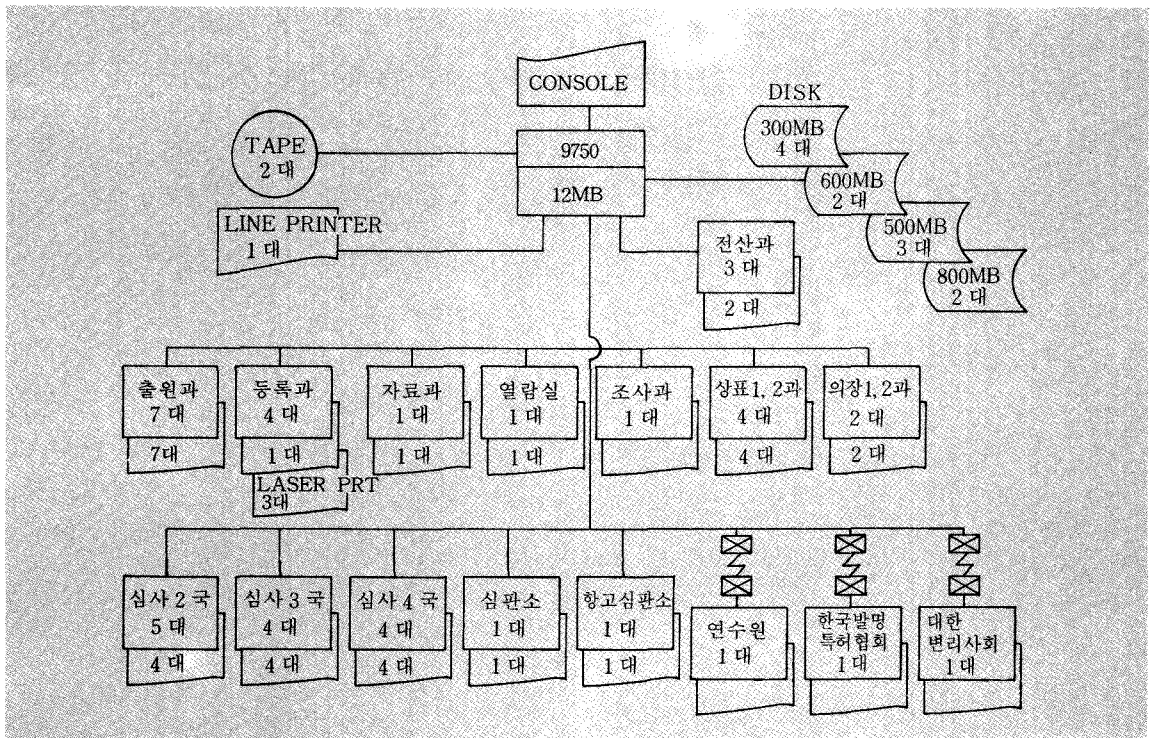 CONSOLE
9750
12MB
TAPE
2 대
LINE PRINTER
1 대
DISK
300MB
4 대
600MB
2 대
500MB
3 대
800MB
2 대
전산과
3 대
2 대
출원과
7 대
7대
등록과
4 대
1 대
LASER PRT
3대
자료과
1 대
1 대
열람실
1 대
1 대
조사과
1 대
상표1, 2과
4 대
4 대
의장1, 2과
2 대
2 대
심사 2 국
5 대
4 대
심사 3 국
4 대
4 대
심사 4 국
4 대
4 대
심판소
1 대
1 대
항고심판소
1 대
1 대
연수원
1 대
한국발명
특허협회
1 대
대한
변리사회
1 대